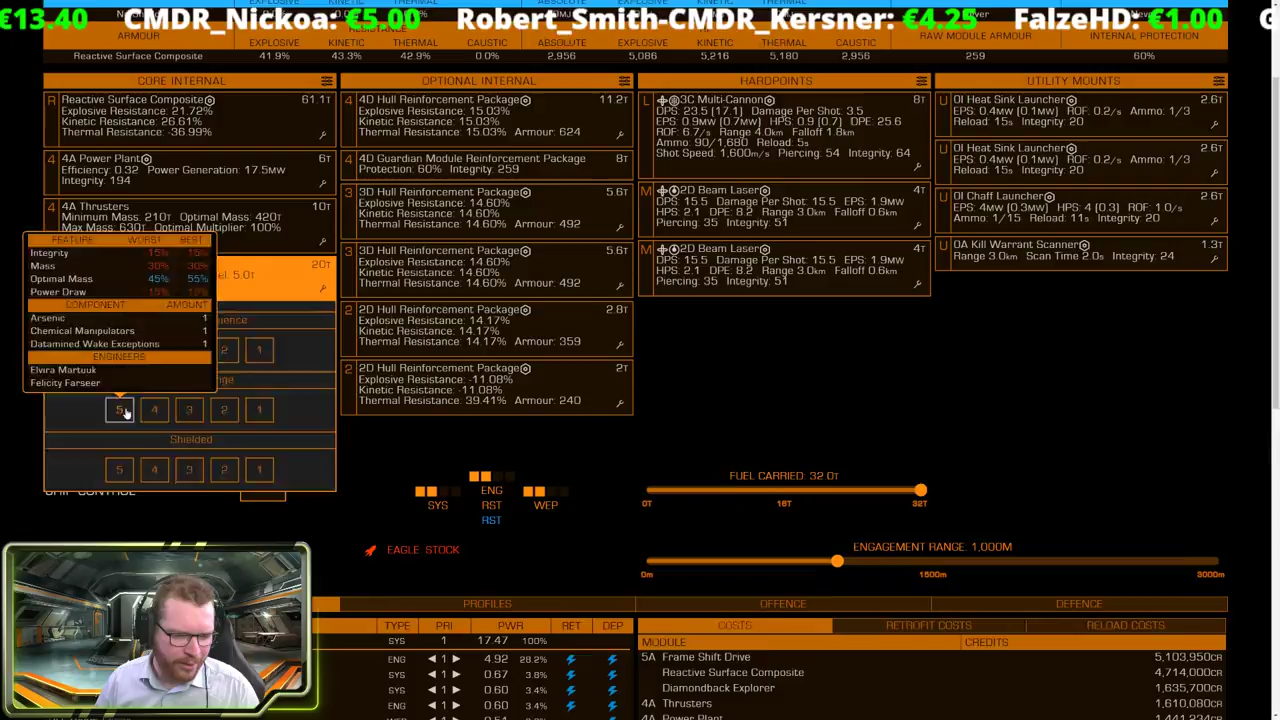 €13.40 CMDR_Nickoa: €5.00 Robert_Smith-CMDR_Kersner: €4.25 FalzeHD: €1.00
ARMOUR
EXPLOSIVE KINETIC THERMAL CAUSTIC ABSOLUTE EXPLOSIVE KINETIC THERMAL CAUSTIC
RAW MODULE ARMOUR INTERNAL PROTECTION
Reactive Surface Composite 41.9% 43.3% 42.9% 0.0% 2,956 5,086 5,216 5,180 2,956 259 60%
CORE INTERNAL
R Reactive Surface Composite 61.1T
Explosive Resistance: 21.72%
Kinetic Resistance: 26.61%
Thermal Resistance: -36.99%
4 4A Power Plant 6T
Efficiency: 0.32 Power Generation: 17.5MW
Integrity: 194
4 4A Thrusters 10T
Minimum Mass: 210T Optimal Mass: 420T
Max Mass: 630T Optimal Multiplier: 100%
20T
el: 5.0T
FEATURE WORST BEST
Integrity 15% 15%
Mass 30% 30%
Optimal Mass 45% 55%
Power Draw
COMPONENT AMOUNT
Arsenic 1
Chemical Manipulators 1
Datamined Wake Exceptions 1
ENGINEERS
Elvira Martuuk
Felicity Farseer
2 1
5 4 3 2 1
Shielded
5 4 3 2 1
SHIP CONTROL
OPTIONAL INTERNAL
4 4D Hull Reinforcement Package 11.2T
Explosive Resistance: 15.03%
Kinetic Resistance: 15.03%
Thermal Resistance: 15.03% Armour: 624
4 4D Guardian Module Reinforcement Package 8T
Protection: 60% Integrity: 259
3 3D Hull Reinforcement Package 5.6T
Explosive Resistance: 14.60%
Kinetic Resistance: 14.60%
Thermal Resistance: 14.60% Armour: 492
3 3D Hull Reinforcement Package 5.6T
Explosive Resistance: 14.60%
Kinetic Resistance: 14.60%
Thermal Resistance: 14.60% Armour: 492
2 2D Hull Reinforcement Package 2.8T
Explosive Resistance: 14.17%
Kinetic Resistance: 14.17%
Thermal Resistance: 14.17% Armour: 359
2 2D Hull Reinforcement Package 2T
Explosive Resistance: -11.08%
Kinetic Resistance: -11.08%
Thermal Resistance: 39.41% Armour: 240
HARDPOINTS
L 3C Multi-Cannon 8T
DPS: 23.5 [17.1] Damage Per Shot: 3.5
EPS: 0.9MW [0.7MW] HPS: 0.9 [0.7] DPE: 25.6
ROF: 6.7/s Range 4.0km Falloff 1.8km
Ammo: 90/1,680 Reload: 5s
Shot Speed: 1,600m/s Piercing: 54 Integrity: 64
M 2D Beam Laser 4T
DPS: 15.5 Damage Per Shot: 15.5 EPS: 1.9MW
HPS: 2.1 DPE: 8.2 Range 3.0km Falloff 0.6km
Piercing: 35 Integrity: 51
M 2D Beam Laser 4T
DPS: 15.5 Damage Per Shot: 15.5 EPS: 1.9MW
HPS: 2.1 DPE: 8.2 Range 3.0km Falloff 0.6km
Piercing: 35 Integrity: 51
UTILITY MOUNTS
U 0I Heat Sink Launcher 2.6T
EPS: 0.4MW [0.1MW] ROF: 0.2/s Ammo: 1/3
Reload: 15s Integrity: 20
U 0I Heat Sink Launcher 2.6T
EPS: 0.4MW [0.1MW] ROF: 0.2/s Ammo: 1/3
Reload: 15s Integrity: 20
U 0I Chaff Launcher 2.6T
EPS: 4MW [0.3MW] HPS: 4 [0.3] ROF: 1.0/s
Ammo: 1/15 Reload: 11s Integrity: 20
U 0A Kill Warrant Scanner 1.3T
Range 3.0km Scan Time 2.0s Integrity: 24
SYS ENG WEP
RST
RST
FUEL CARRIED: 32.0T
0T 16T 32T
EAGLE STOCK
ENGAGEMENT RANGE: 1,000M
0m 1500m 3000m
PROFILES OFFENCE DEFENCE
TYPE PRI PWR RET DEP
SYS 1 17.47 100%
ENG 1 4.92 28.2%
SYS 1 0.67 3.8%
SYS 1 0.60 3.4%
ENG 1 0.60 3.4%
COSTS RETROFIT COSTS RELOAD COSTS
MODULE CREDITS
5A Frame Shift Drive 5,103,950CR
Reactive Surface Composite 4,714,000CR
Diamondback Explorer 1,635,700CR
4A Thrusters 1,610,080CR
4A Power Plant 1,441,234CR